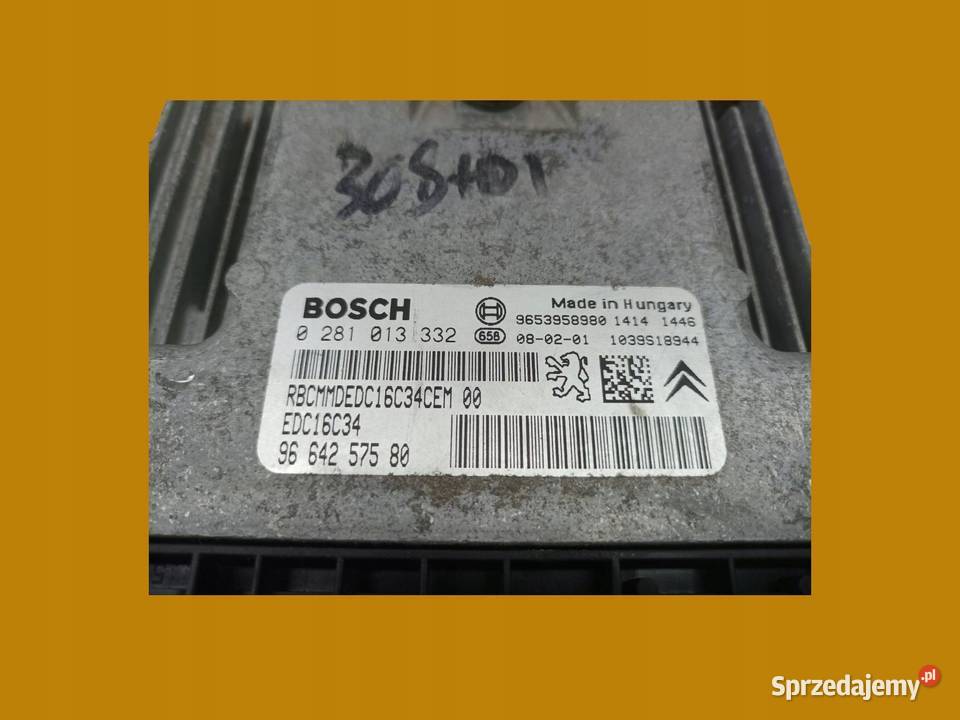 308HDI
BOSCH
Made in Hungary
0 281 013 332
9653958980 1414 1446
658
08-02-01 1039S18944
RBCMMDEDC16C34CEM 00
EDC16C34
96 642 575 80
Sprzedajemy.pl